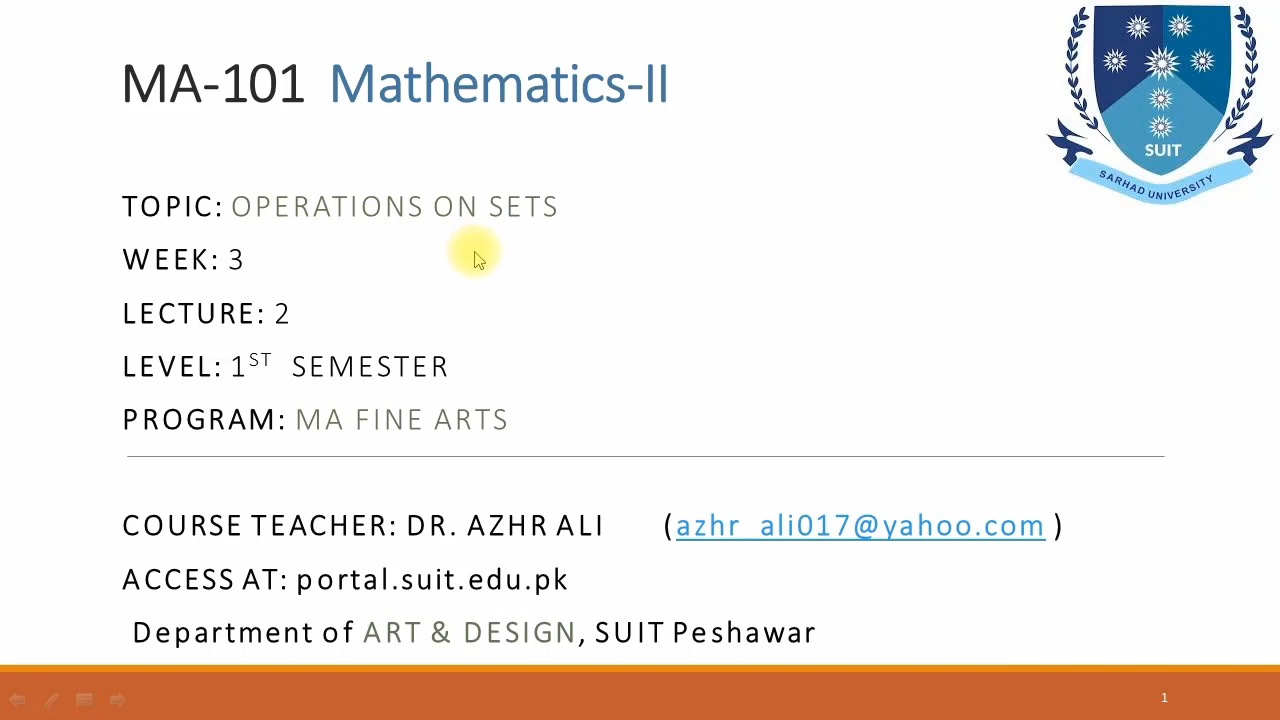 MA-101 Mathematics-II
SUIT
SARHAD UNIVERSITY
TOPIC: OPERATIONS ON SETS
WEEK: 3
LECTURE: 2
LEVEL: 1ST SEMESTER
PROGRAM: MA FINE ARTS
COURSE TEACHER: DR. AZHR ALI (azhr_ali017@yahoo.com )
ACCESS AT: portal.suit.edu.pk
Department of ART & DESIGN, SUIT Peshawar
1